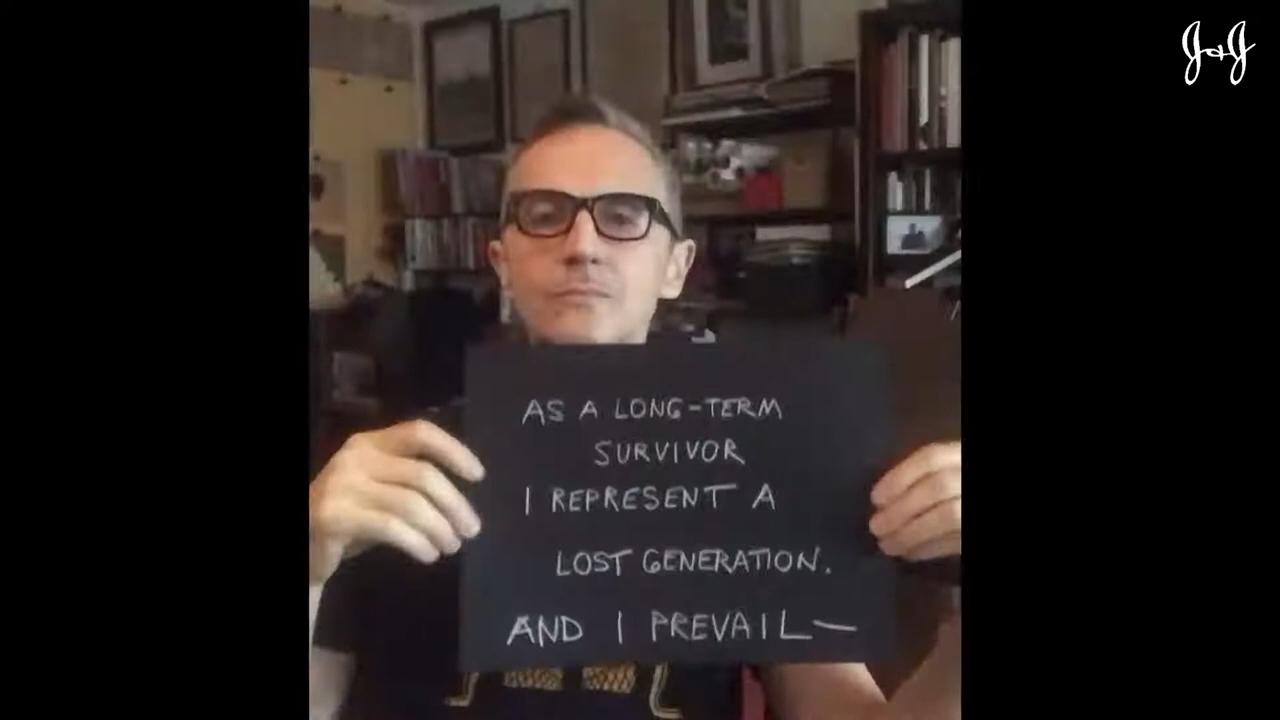 J&J
AS A LONG-TERM
SURVIVOR
I REPRESENT A
LOST GENERATION.
AND I PREVAIL—